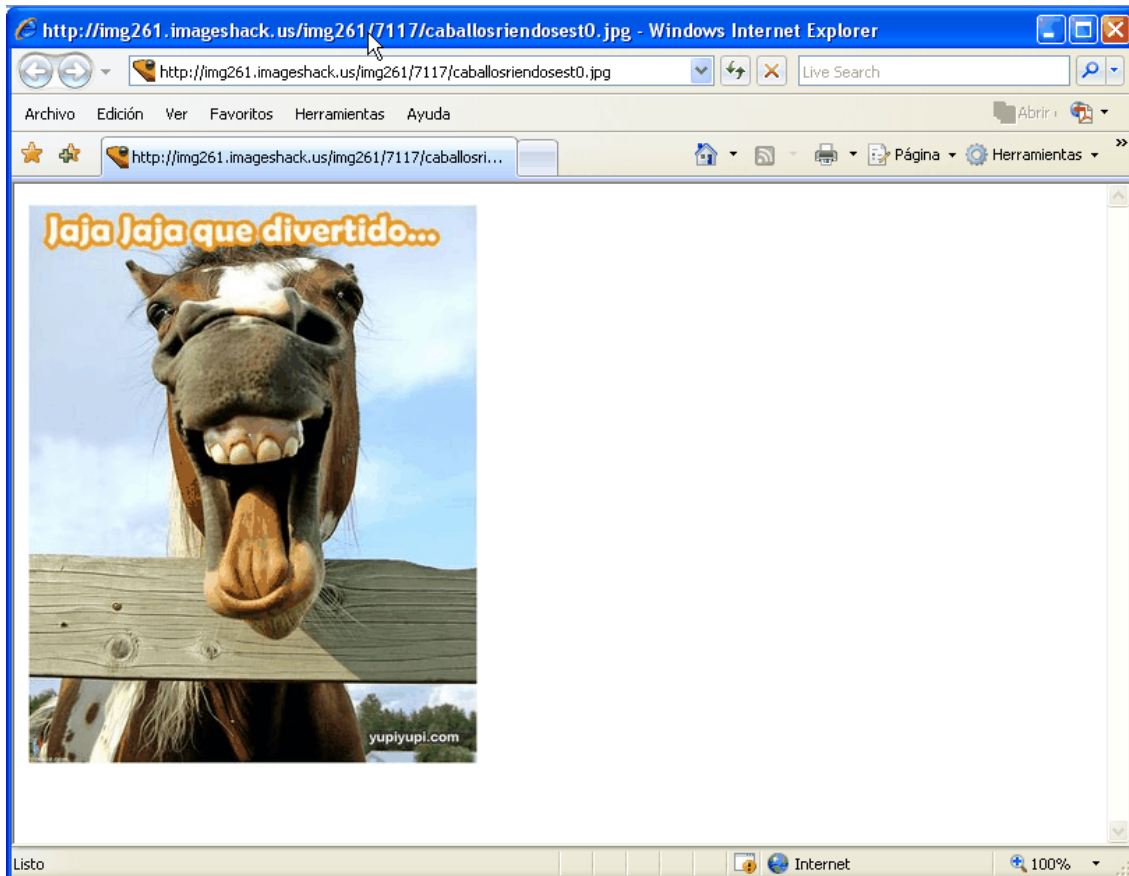 http://img261.imageshack.us/img261/7117/caballosriendosest0.jpg - Windows Internet Explorer
http://img261.imageshack.us/img261/7117/caballosriendosest0.jpg
Live Search
Archivo Edición Ver Favoritos Herramientas Ayuda
Abrir
http://img261.imageshack.us/img261/7117/caballosri...
Página Herramientas
Jaja Jaja que divertido...
yupiyupi.com
Listo
Internet
100%